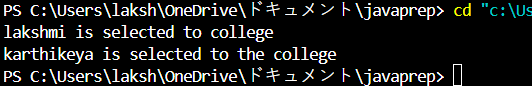 PS C:\Users\laksh\OneDrive\ドキュメント\javaprep> cd "c:\Us
lakshmi is selected to college
karthikeya is selected to the college
PS C:\Users\laksh\OneDrive\ドキュメント\javaprep>